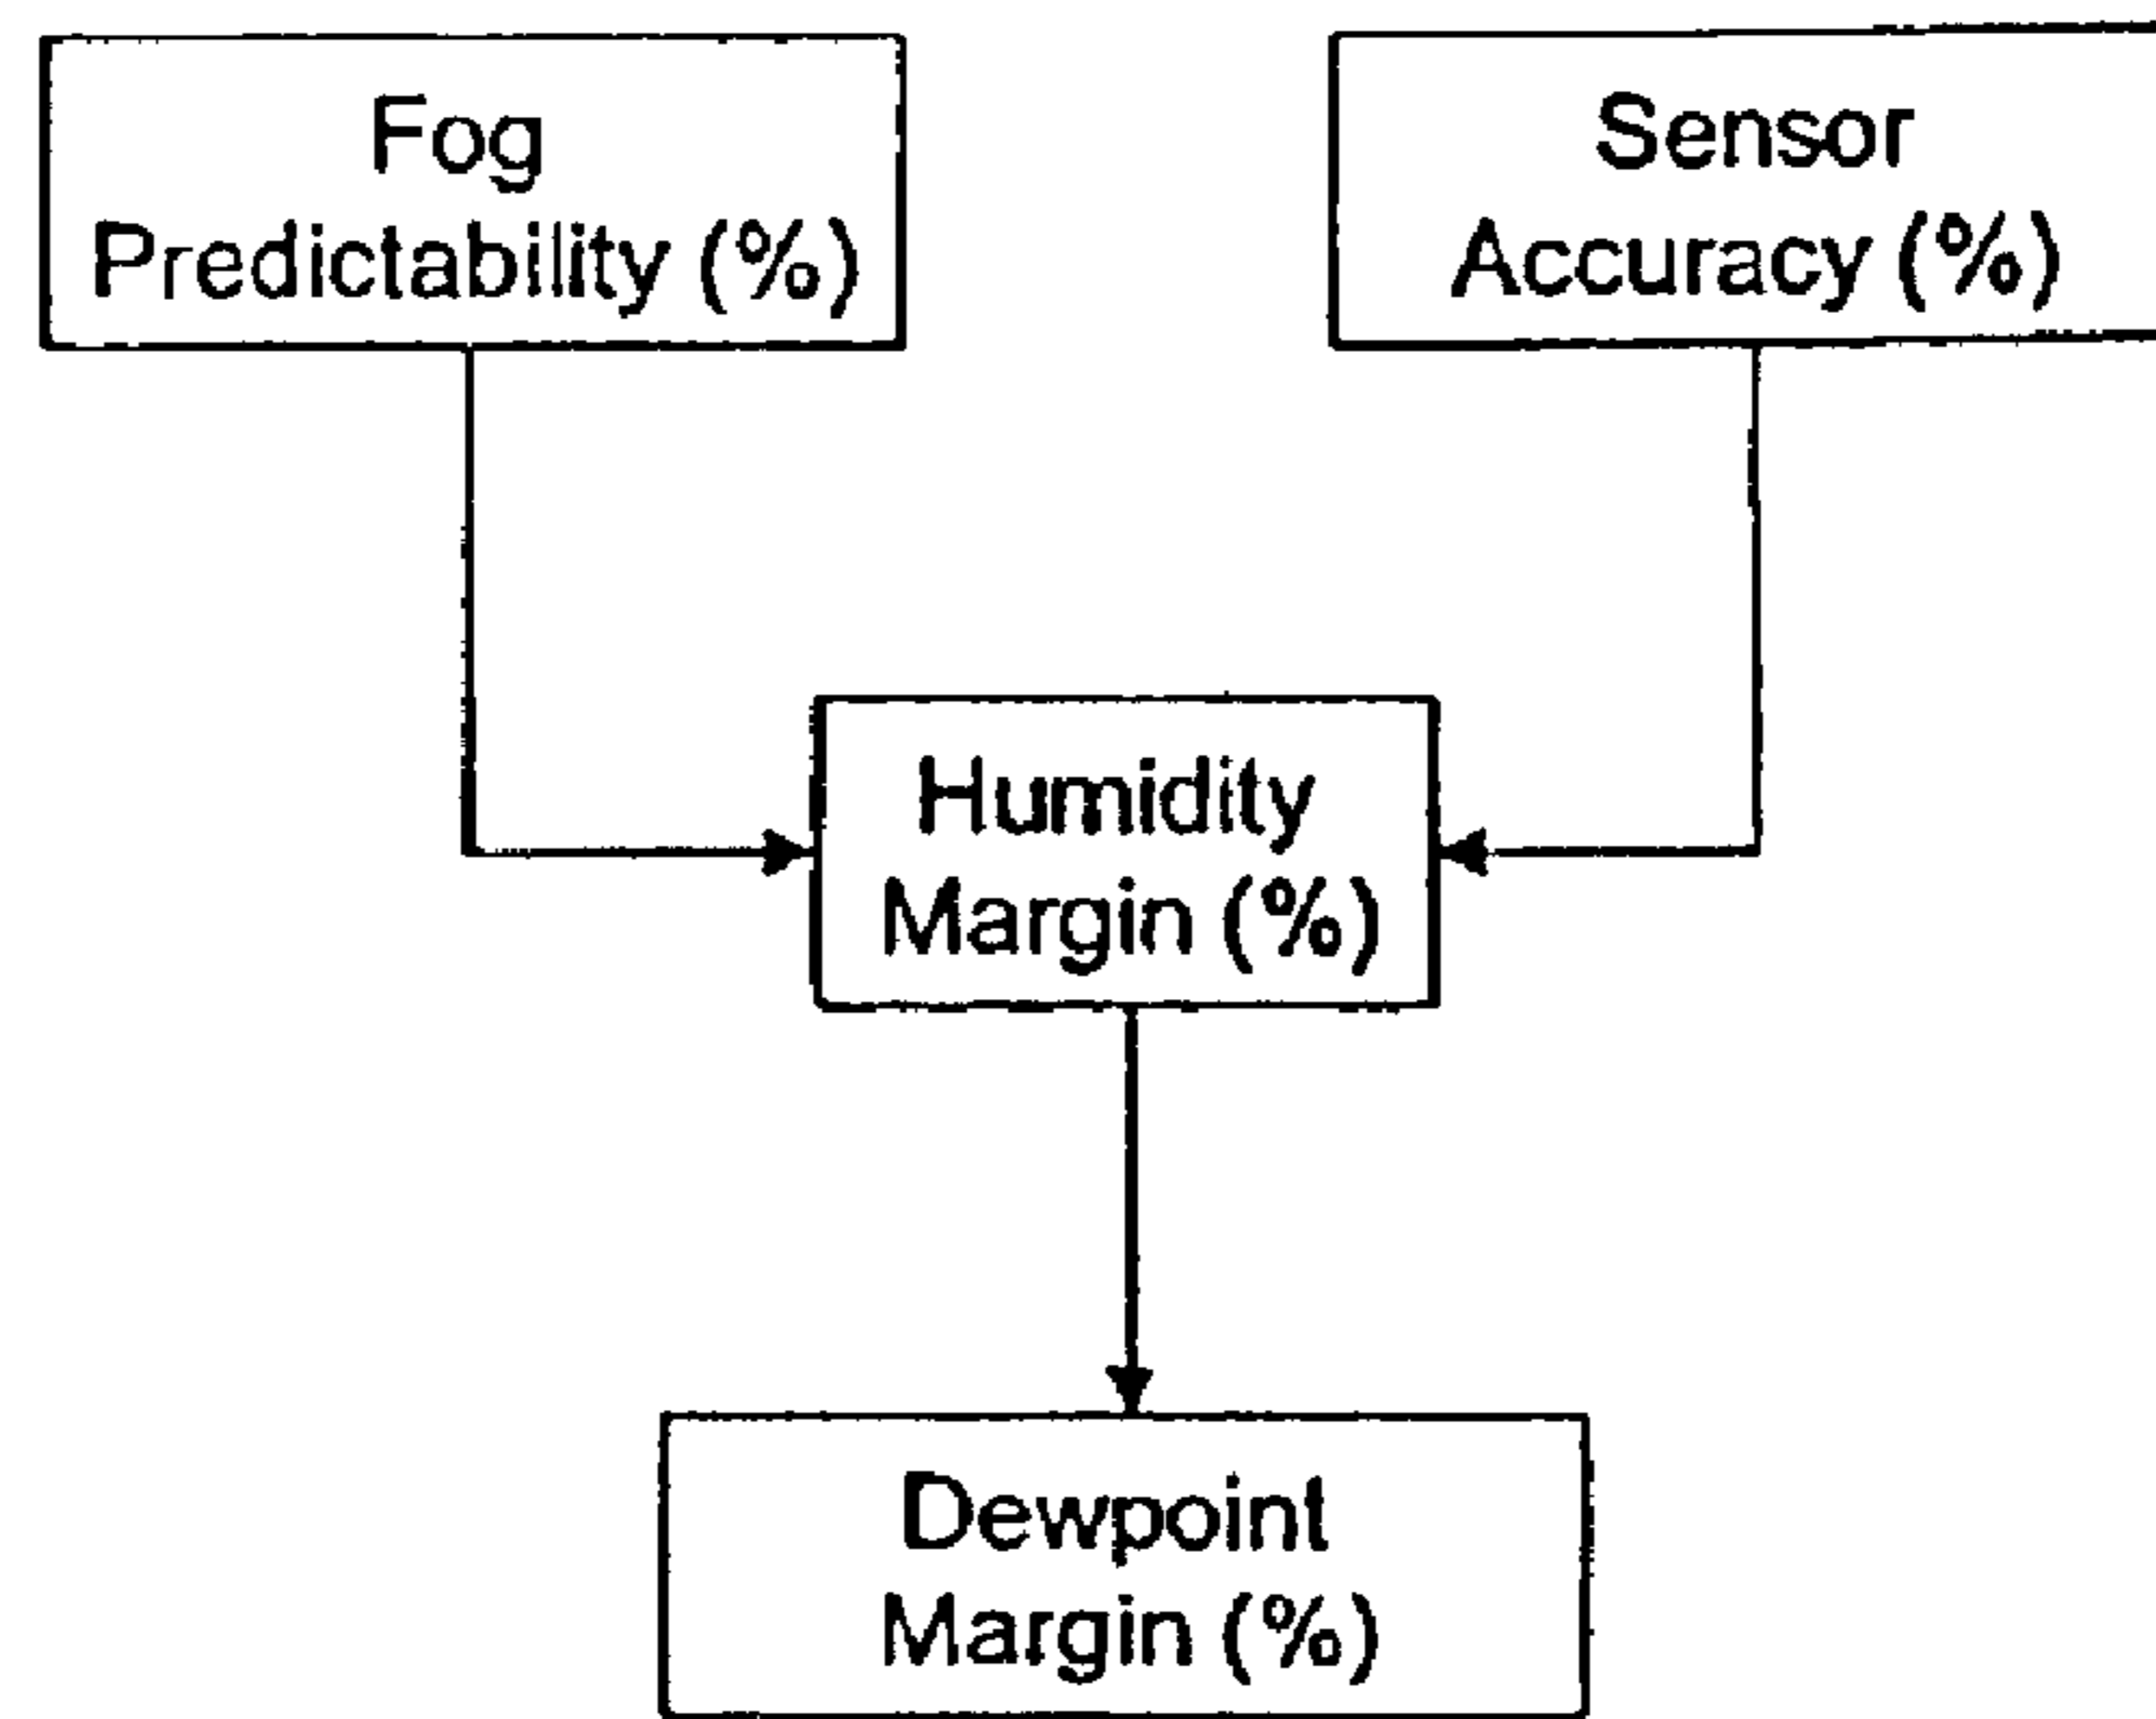 Fog
Predictability (%)
Sensor
Accuracy (%)
Humidity
Margin (%)
Dewpoint
Margin (%)